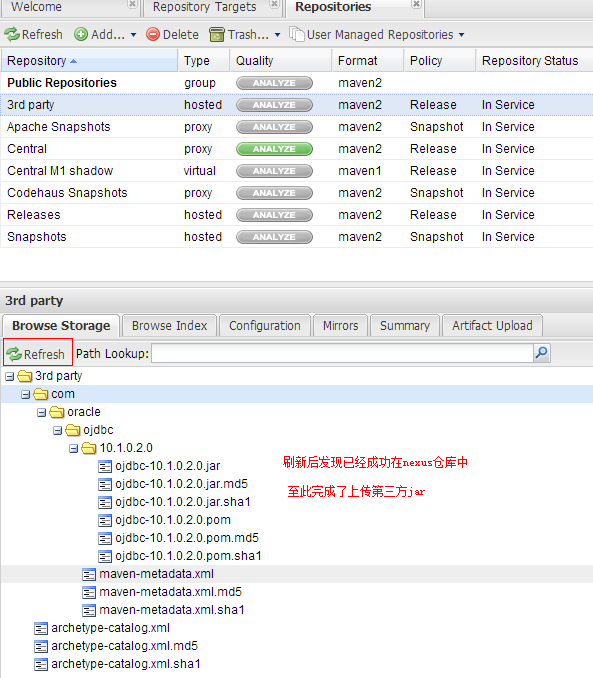 Welcome Repository Targets Repositories
Refresh Add... Delete Trash... User Managed Repositories
Repository Type Quality Format Policy Repository Status
Public Repositories group ANALYZE maven2
3rd party hosted ANALYZE maven2 Release In Service
Apache Snapshots proxy ANALYZE maven2 Snapshot In Service
Central proxy ANALYZE maven2 Release In Service
Central M1 shadow virtual ANALYZE maven1 Release In Service
Codehaus Snapshots proxy ANALYZE maven2 Snapshot In Service
Releases hosted ANALYZE maven2 Release In Service
Snapshots hosted ANALYZE maven2 Snapshot In Service
3rd party
Browse Storage Browse Index Configuration Mirrors Summary Artifact Upload
Refresh Path Lookup:
3rd party
com
oracle
ojdbc
10.1.0.2.0
ojdbc-10.1.0.2.0.jar 刷新后发现已经成功在nexus仓库中
ojdbc-10.1.0.2.0.jar.md5
ojdbc-10.1.0.2.0.jar.sha1 至此完成了上传第三方jar
ojdbc-10.1.0.2.0.pom
ojdbc-10.1.0.2.0.pom.md5
ojdbc-10.1.0.2.0.pom.sha1
maven-metadata.xml
maven-metadata.xml.md5
maven-metadata.xml.sha1
archetype-catalog.xml
archetype-catalog.xml.md5
archetype-catalog.xml.sha1